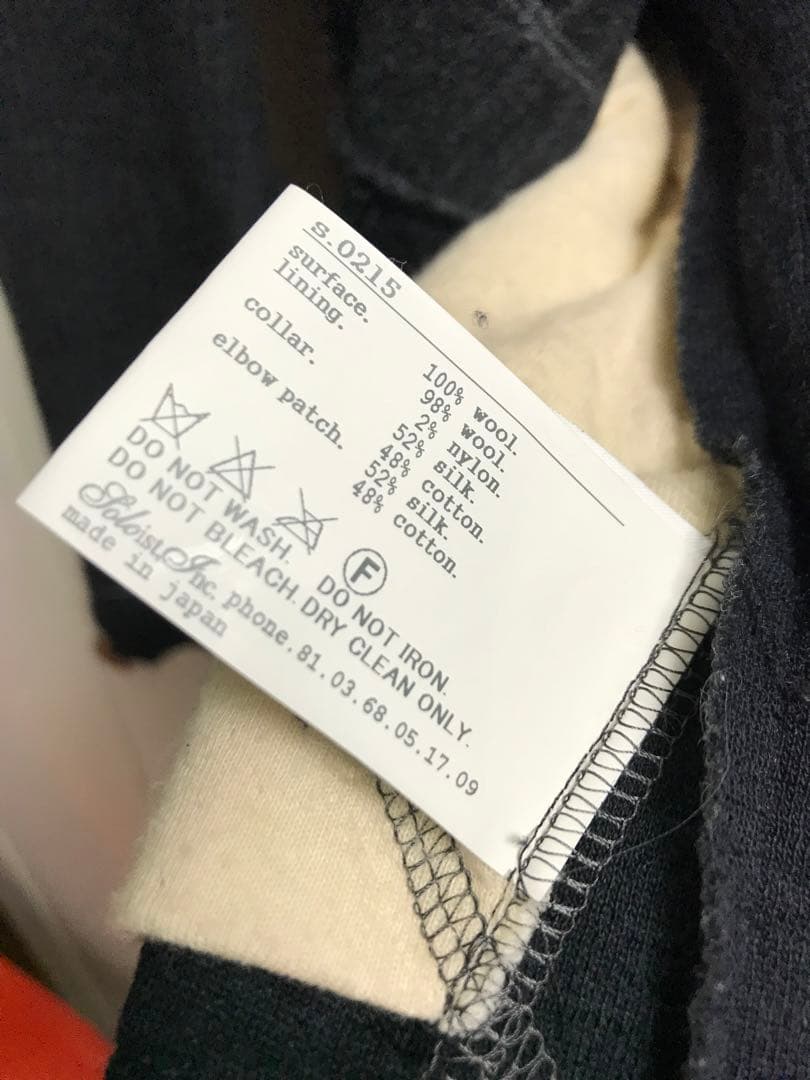 s.0215
surface. 100% wool.
lining. 98% wool.
2% nylon.
collar. 52% silk.
48% cotton.
elbow patch. 52% silk.
48% cotton.
F
DO NOT WASH. DO NOT IRON.
DO NOT BLEACH. DRY CLEAN ONLY.
Soloist, Inc. phone.81.03.68.05.17.09
made in japan